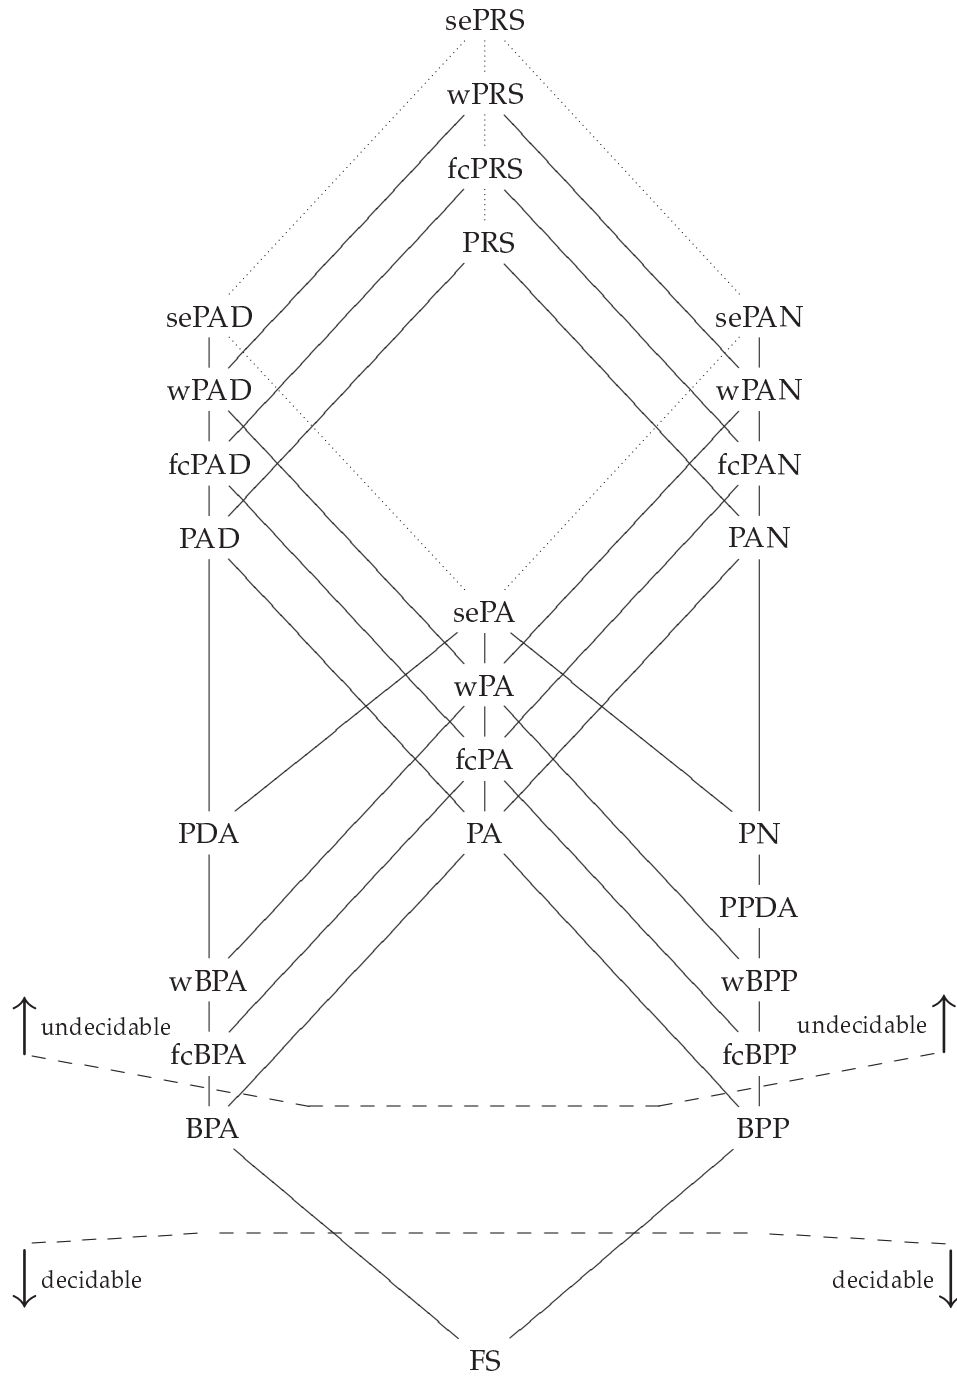 sePRS
wPRS
fcPRS
PRS
sePAD sePAN
wPAD wPAN
fcPAD fcPAN
PAD PAN
sePA
wPA
fcPA
PDA PA PN
PPDA
wBPA wBPP
undecidable undecidable
fcBPA fcBPP
BPA BPP
decidable decidable
FS